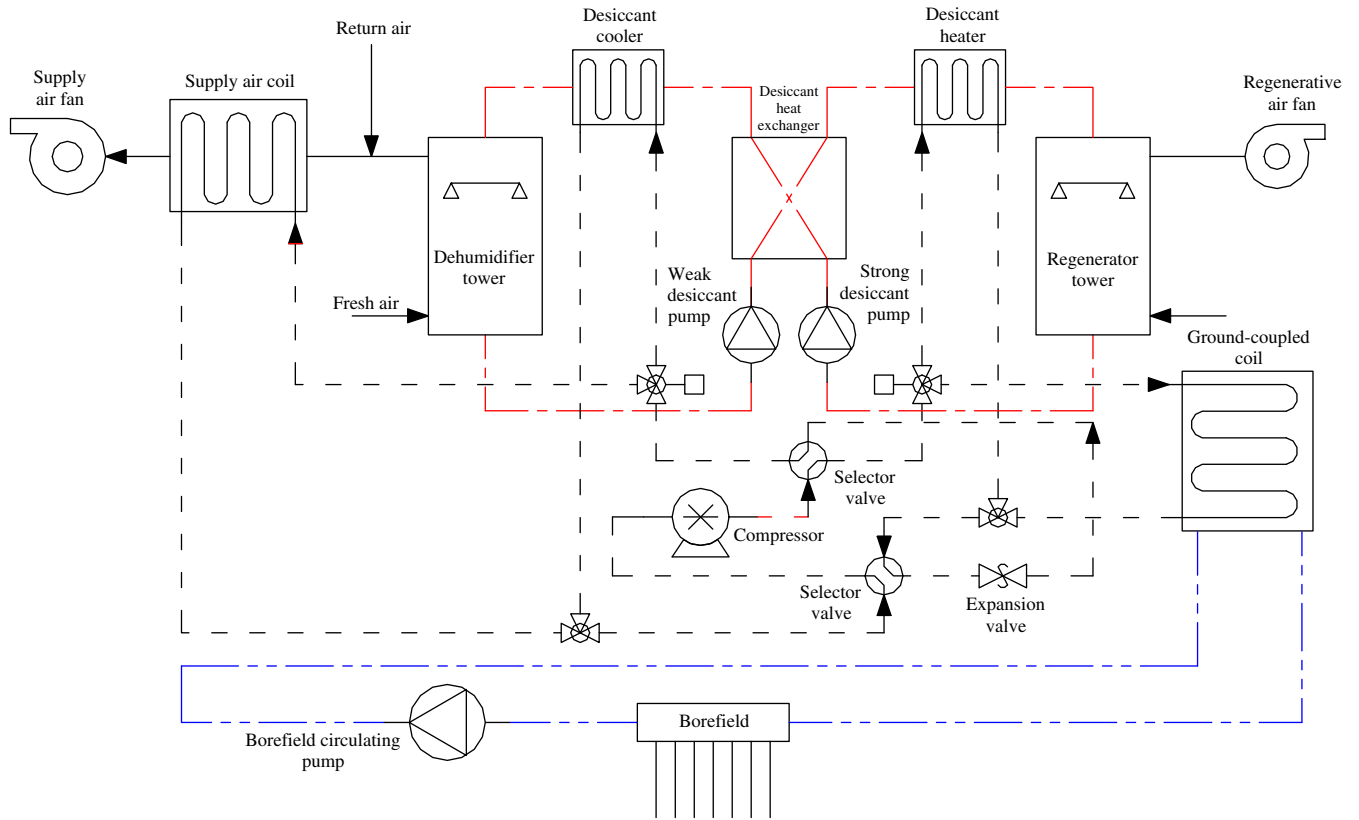 Desiccant
cooler
Desiccant
heater
Return air
Supply
air fan
Supply air coil
Desiccant
heat
exchanger
Regenerative
air fan
Dehumidifier
tower
Regenerator
tower
Weak
desiccant
pump
Strong
desiccant
pump
Fresh air
Ground-coupled
coil
Selector
valve
Compressor
Selector
valve
Expansion
valve
Borefield
Borefield circulating
pump